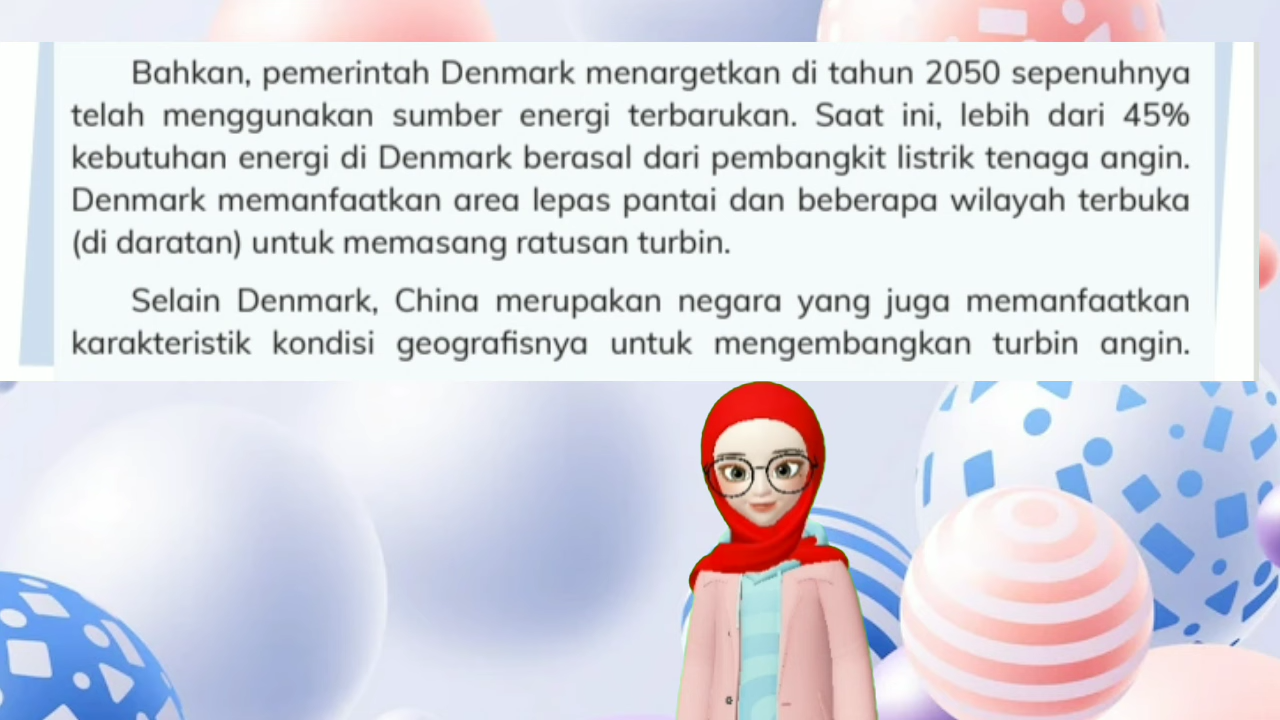 Bahkan, pemerintah Denmark menargetkan di tahun 2050 sepenuhnya
telah menggunakan sumber energi terbarukan. Saat ini, lebih dari 45%
kebutuhan energi di Denmark berasal dari pembangkit listrik tenaga angin.
Denmark memanfaatkan area lepas pantai dan beberapa wilayah terbuka
(di daratan) untuk memasang ratusan turbin.
Selain Denmark, China merupakan negara yang juga memanfaatkan
karakteristik kondisi geografisnya untuk mengembangkan turbin angin.